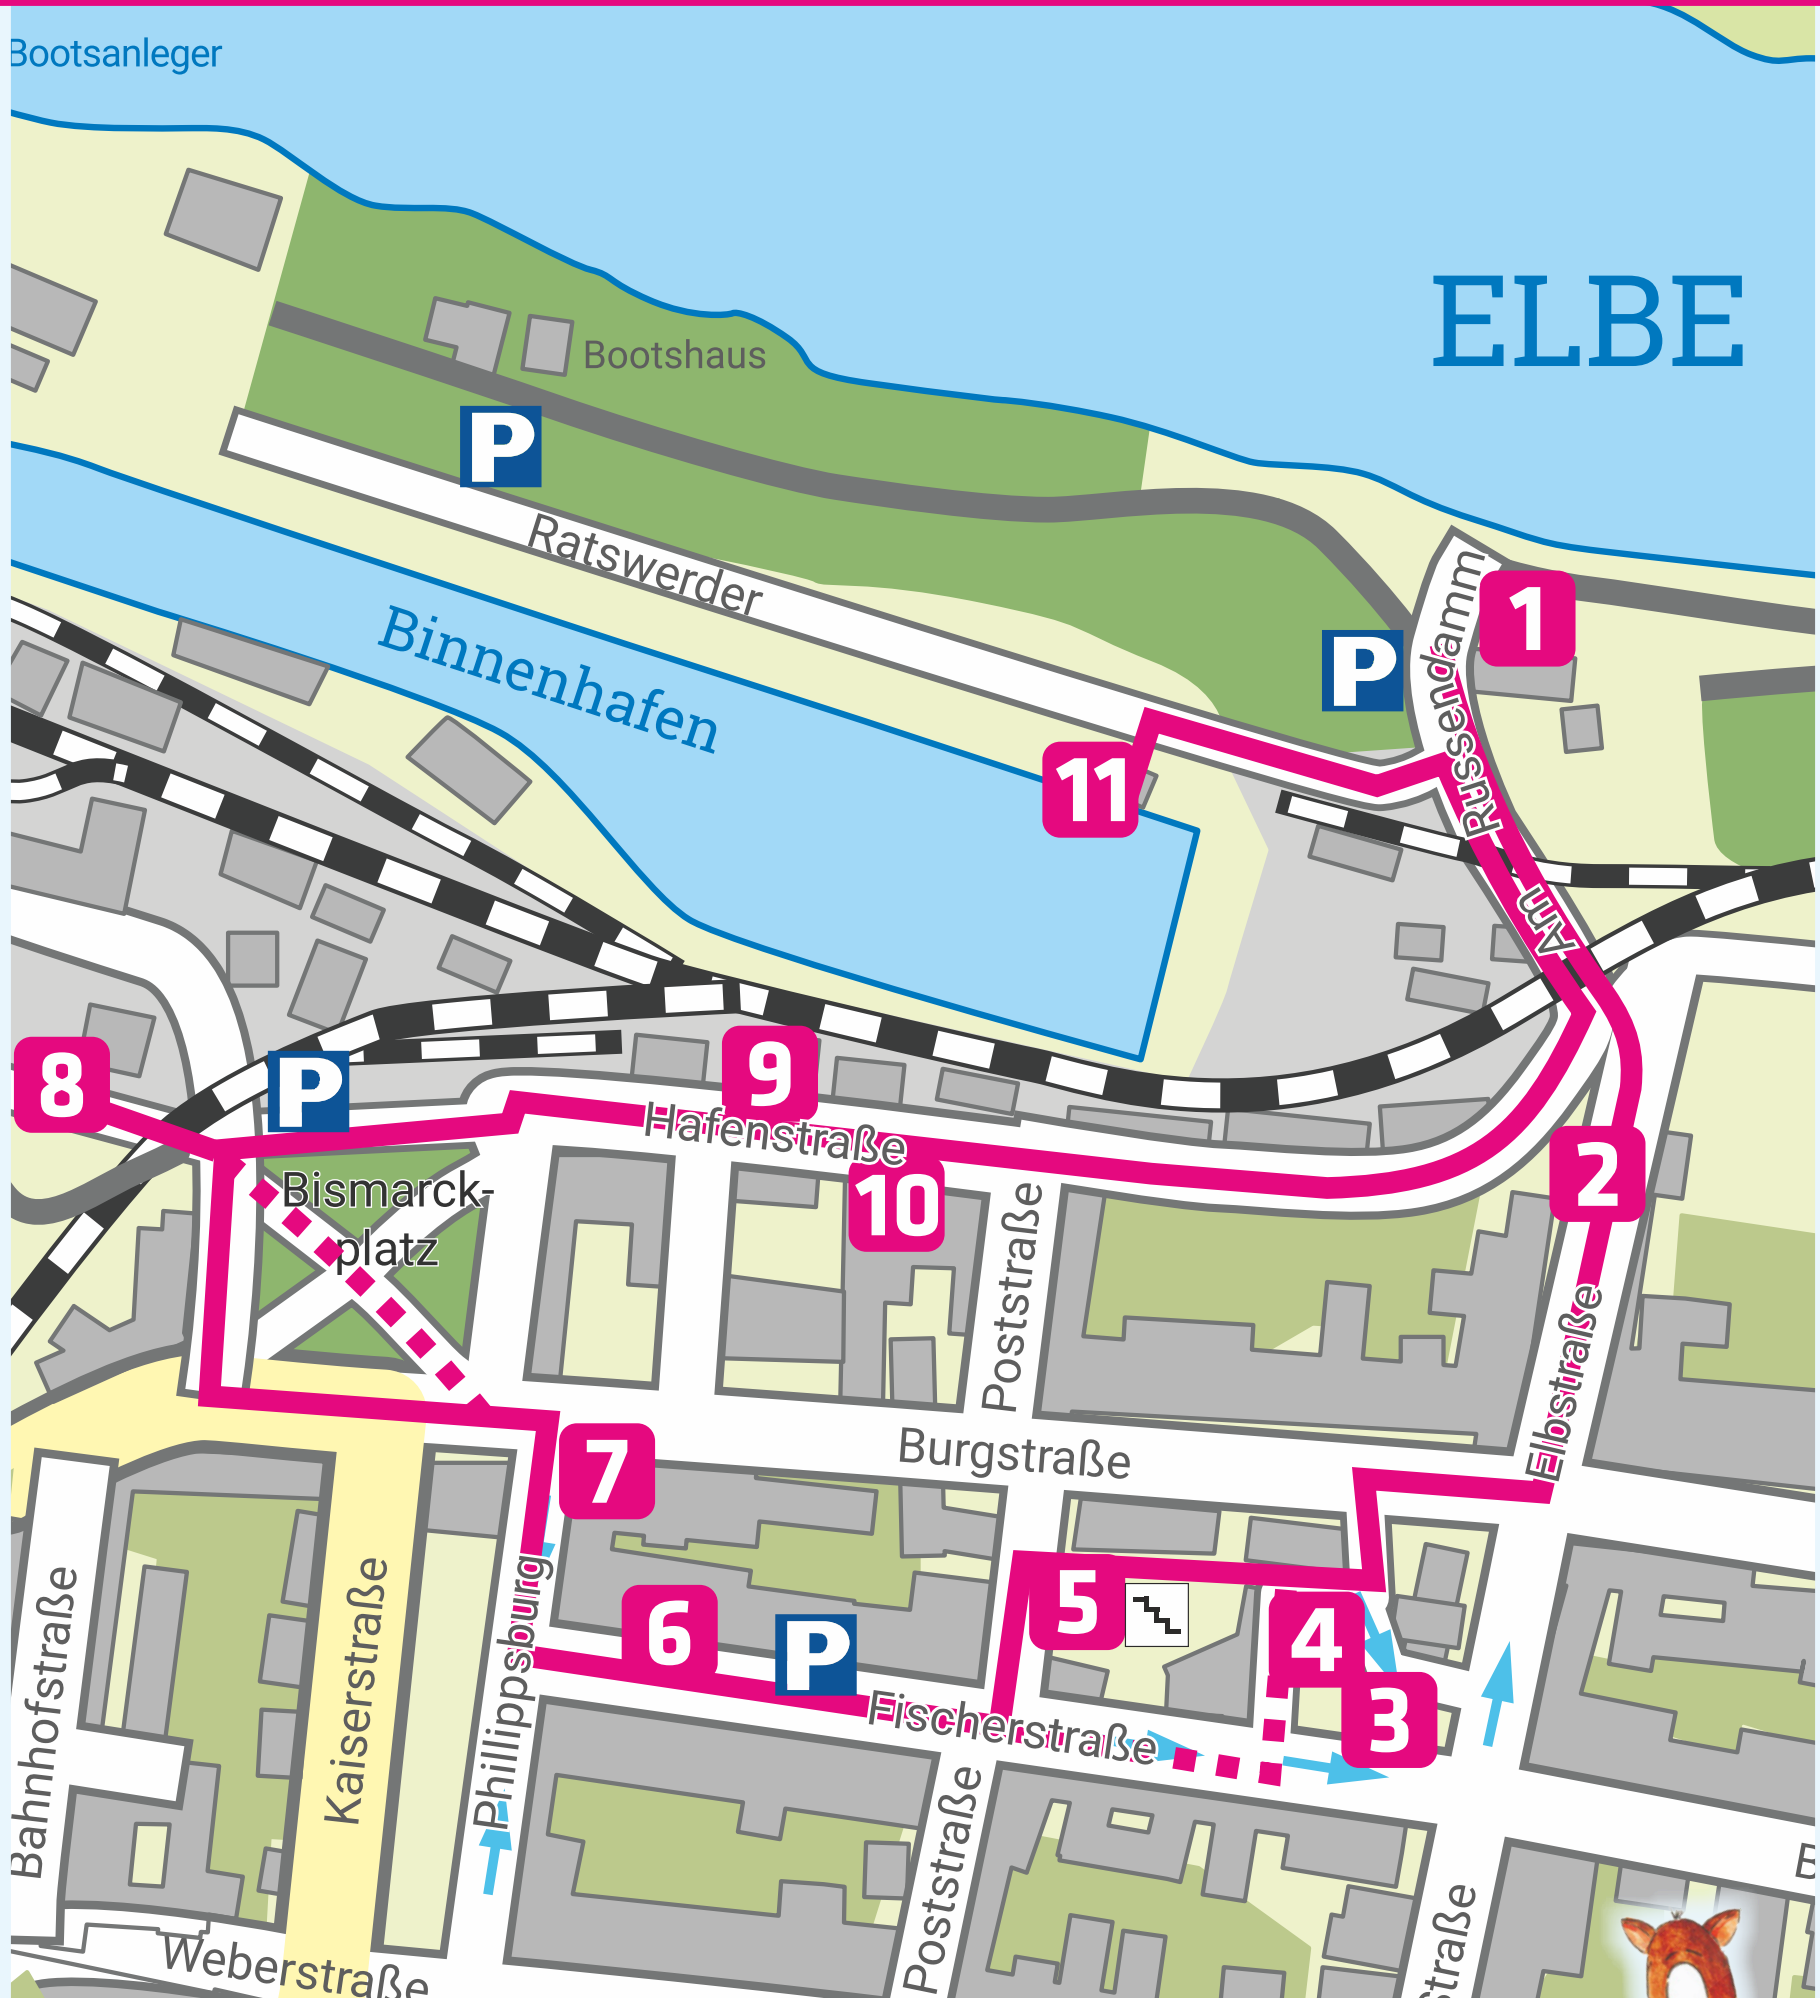 Bootsanleger
ELBE
Bootshaus
P
Ratswerder
Am Russendamm
1
P
Binnenhafen
11
8
P
9
Hafenstraße
10
2
Bismarck-
platz
Poststraße
Elbstraße
Burgstraße
7
5
4
3
6
P
Fischerstraße
Phillippsburg
Kaiserstraße
Bahnhofstraße
Poststraße
Weberstraße
straße
B